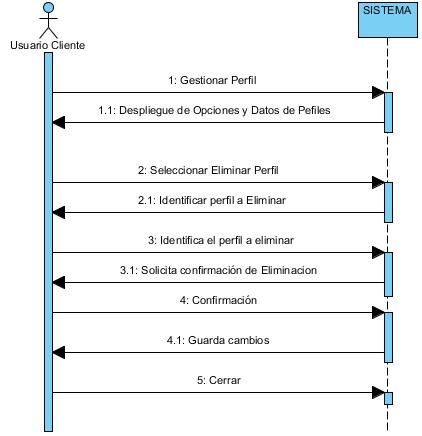 SISTEMA
Usuario Cliente
1: Gestionar Perfil
1.1: Despliegue de Opciones y Datos de Pefiles
2: Seleccionar Eliminar Perfil
2.1: Identificar perfil a Eliminar
3: Identifica el perfil a eliminar
3.1: Solicita confirmación de Eliminacion
4: Confirmación
4.1: Guarda cambios
5: Cerrar